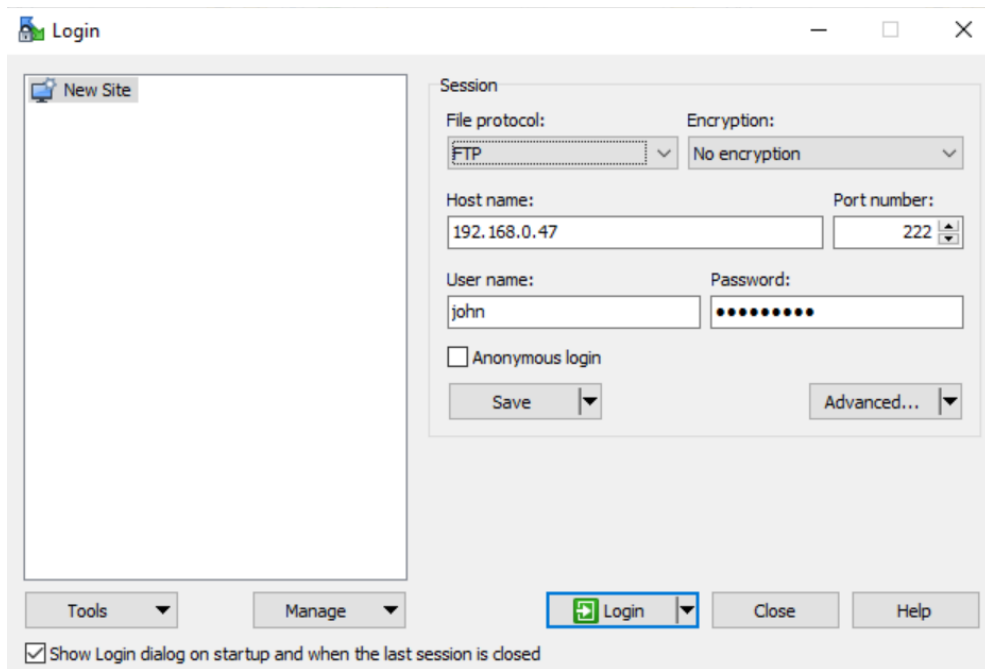 Login
New Site
Session
File protocol: Encryption:
FTP No encryption
Host name: Port number:
192.168.0.47 222
User name: Password:
john •••••••••
Anonymous login
Save Advanced...
Tools Manage Login Close Help
Show Login dialog on startup and when the last session is closed